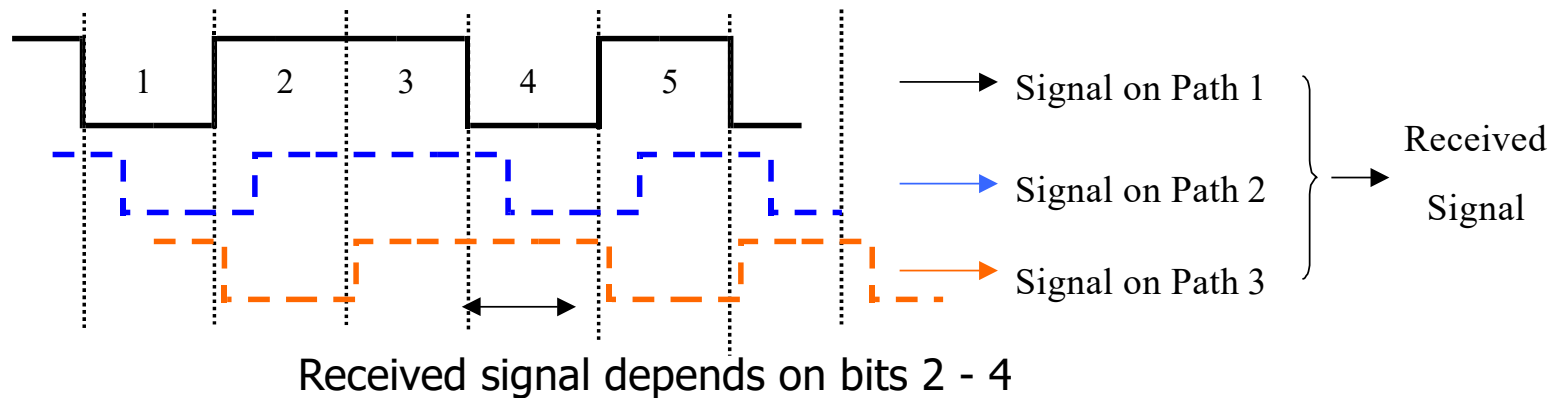 1
2
3
4
5
Signal on Path 1
Signal on Path 2
Signal on Path 3
Received
Signal
Received signal depends on bits 2 - 4